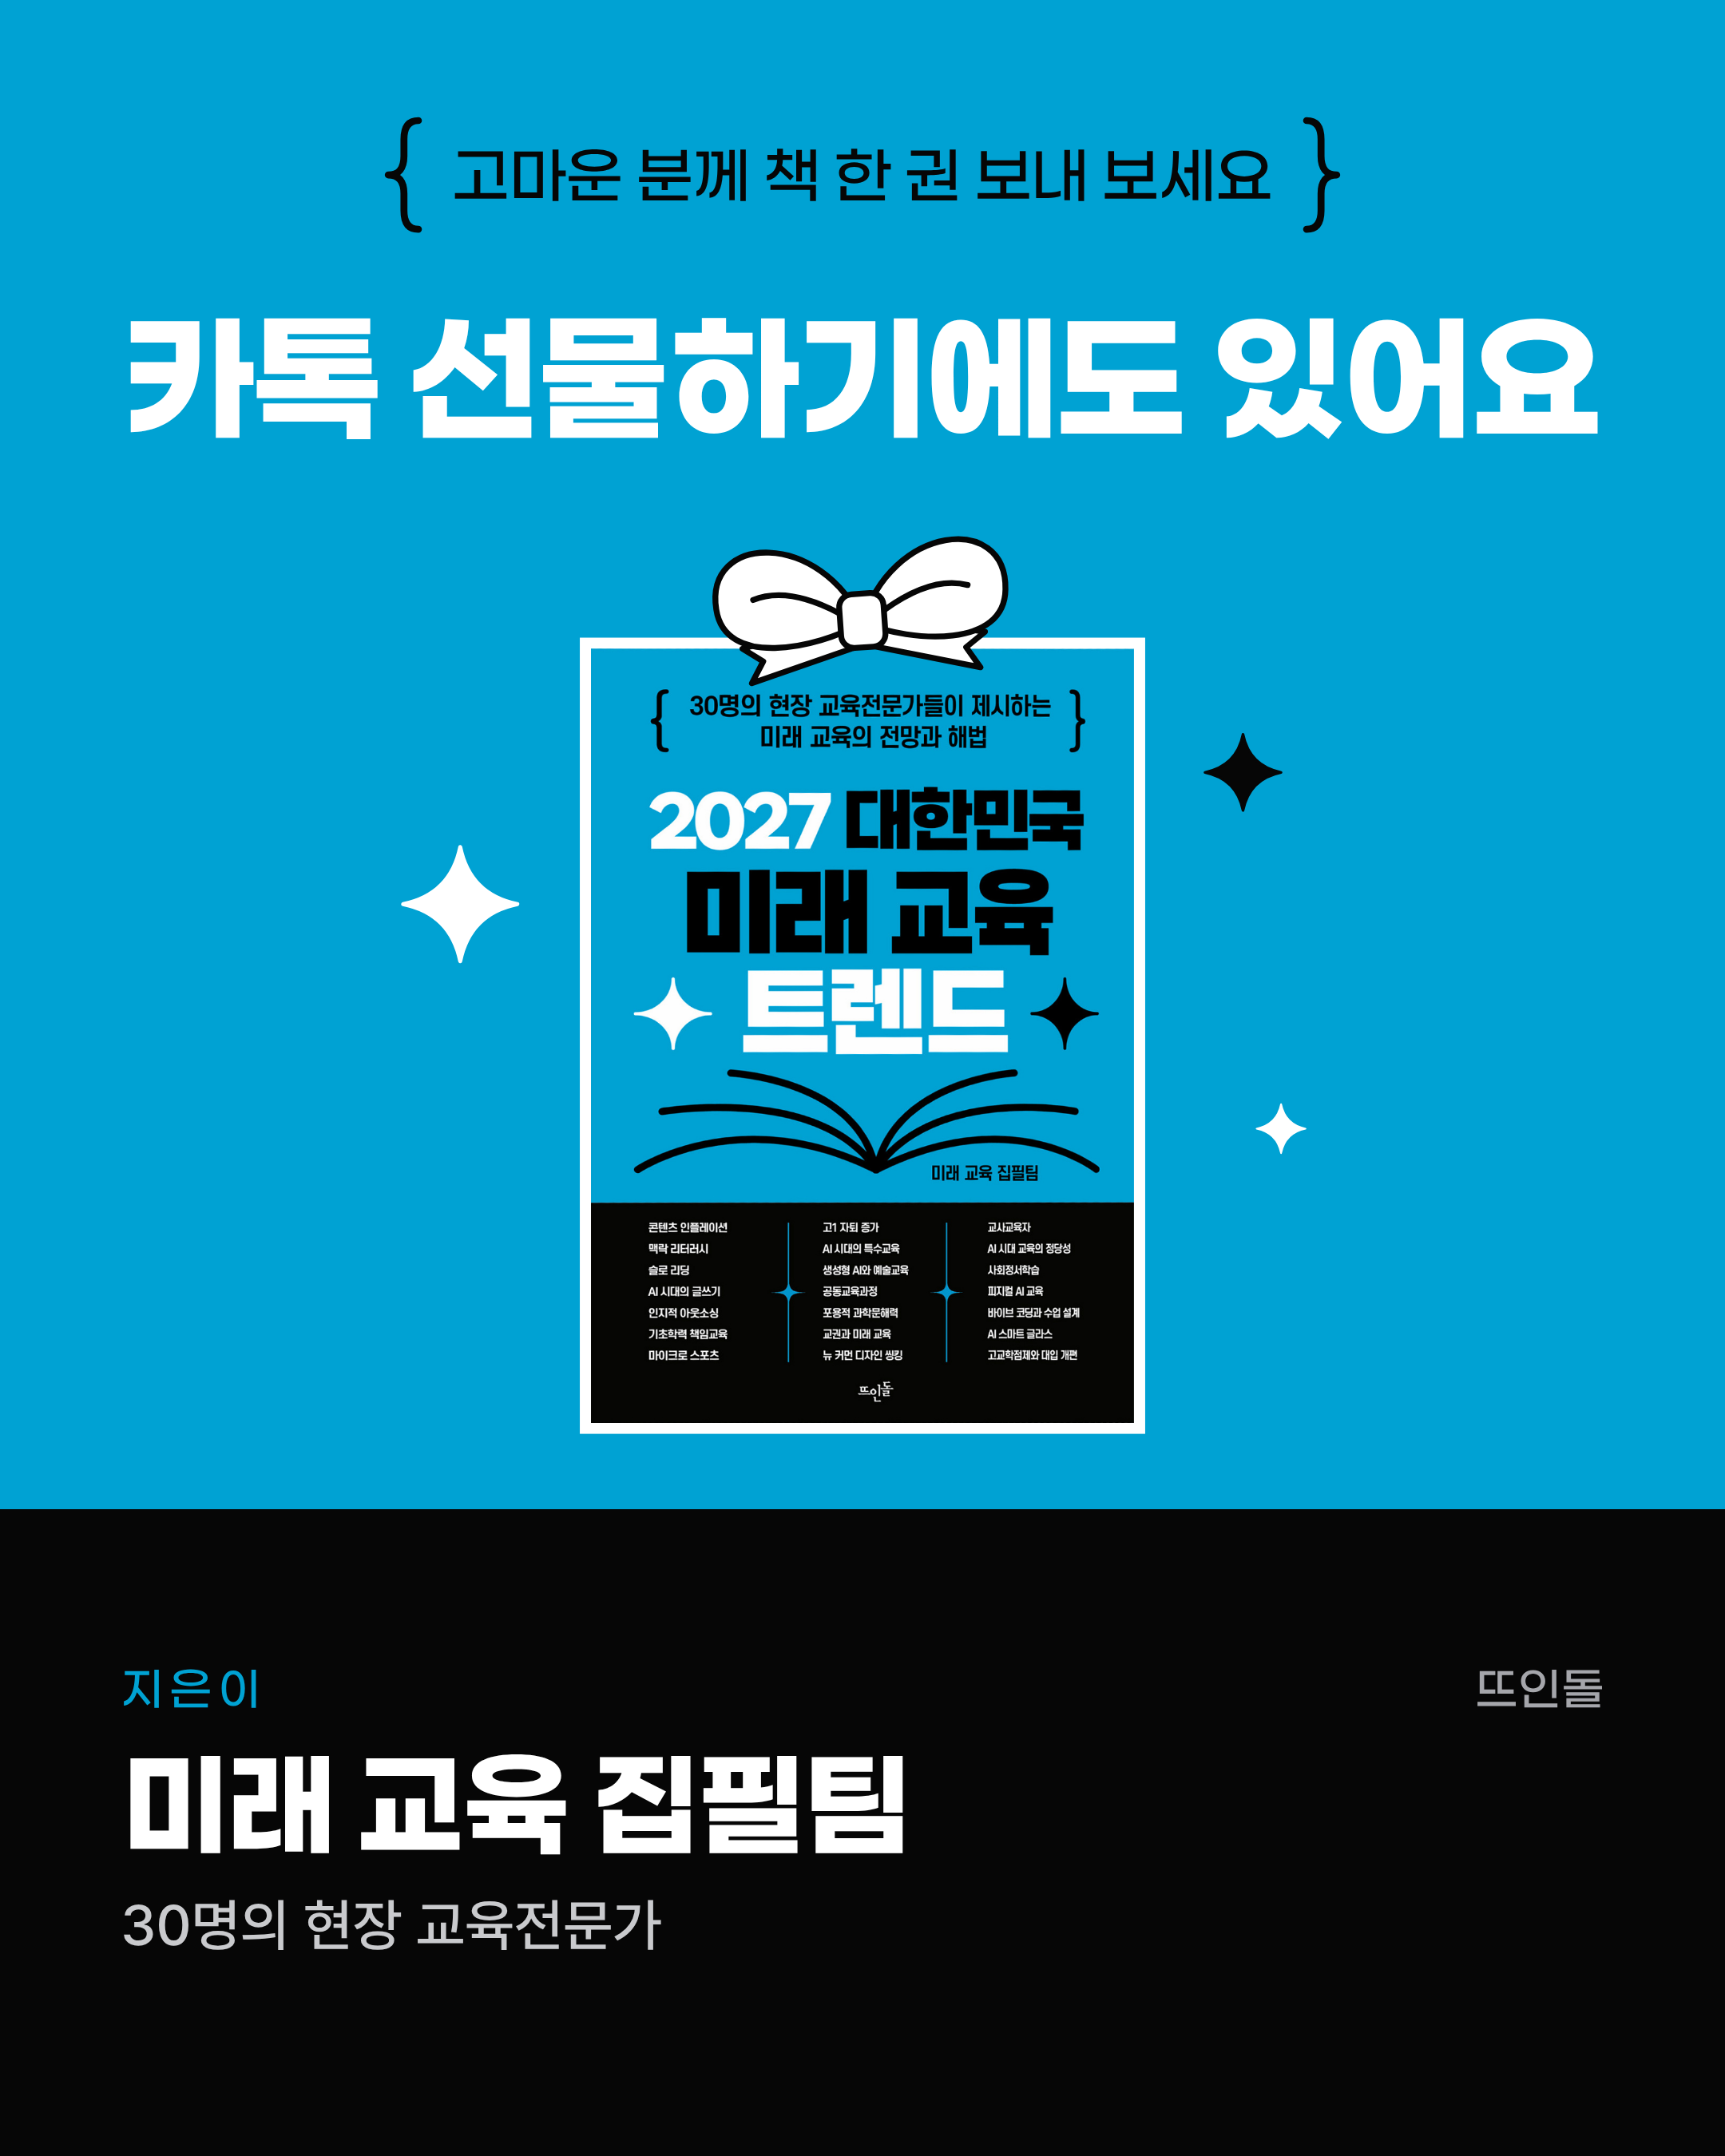 고마운 분께 책 한 권 보내 보세요
카톡 선물하기에도 있어요
30명의 현장 교육전문가들이 제시하는
미래 교육의 전망과 해법
2027 대한민국
미래 교육
트렌드
미래 교육 집필팀
콘텐츠 인플레이션
맥락 리터러시
슬로 리딩
AI 시대의 글쓰기
인지적 아웃소싱
기초학력 책임교육
마이크로 스포츠
고1 자퇴 증가
AI 시대의 특수교육
생성형 AI와 예술교육
공동교육과정
포용적 과학문해력
교권과 미래 교육
뉴 커먼 디자인 씽킹
교사교육자
AI 시대 교육의 정당성
사회정서학습
피지컬 AI 교육
바이브 코딩과 수업 설계
AI 스마트 글라스
고교학점제와 대입 개편
뜨인돌
지은이
뜨인돌
미래 교육 집필팀
30명의 현장 교육전문가